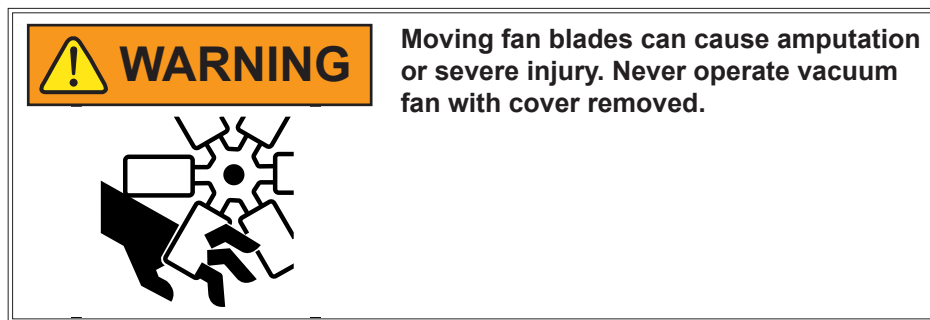 WARNING
Moving fan blades can cause amputation
or severe injury. Never operate vacuum
fan with cover removed.